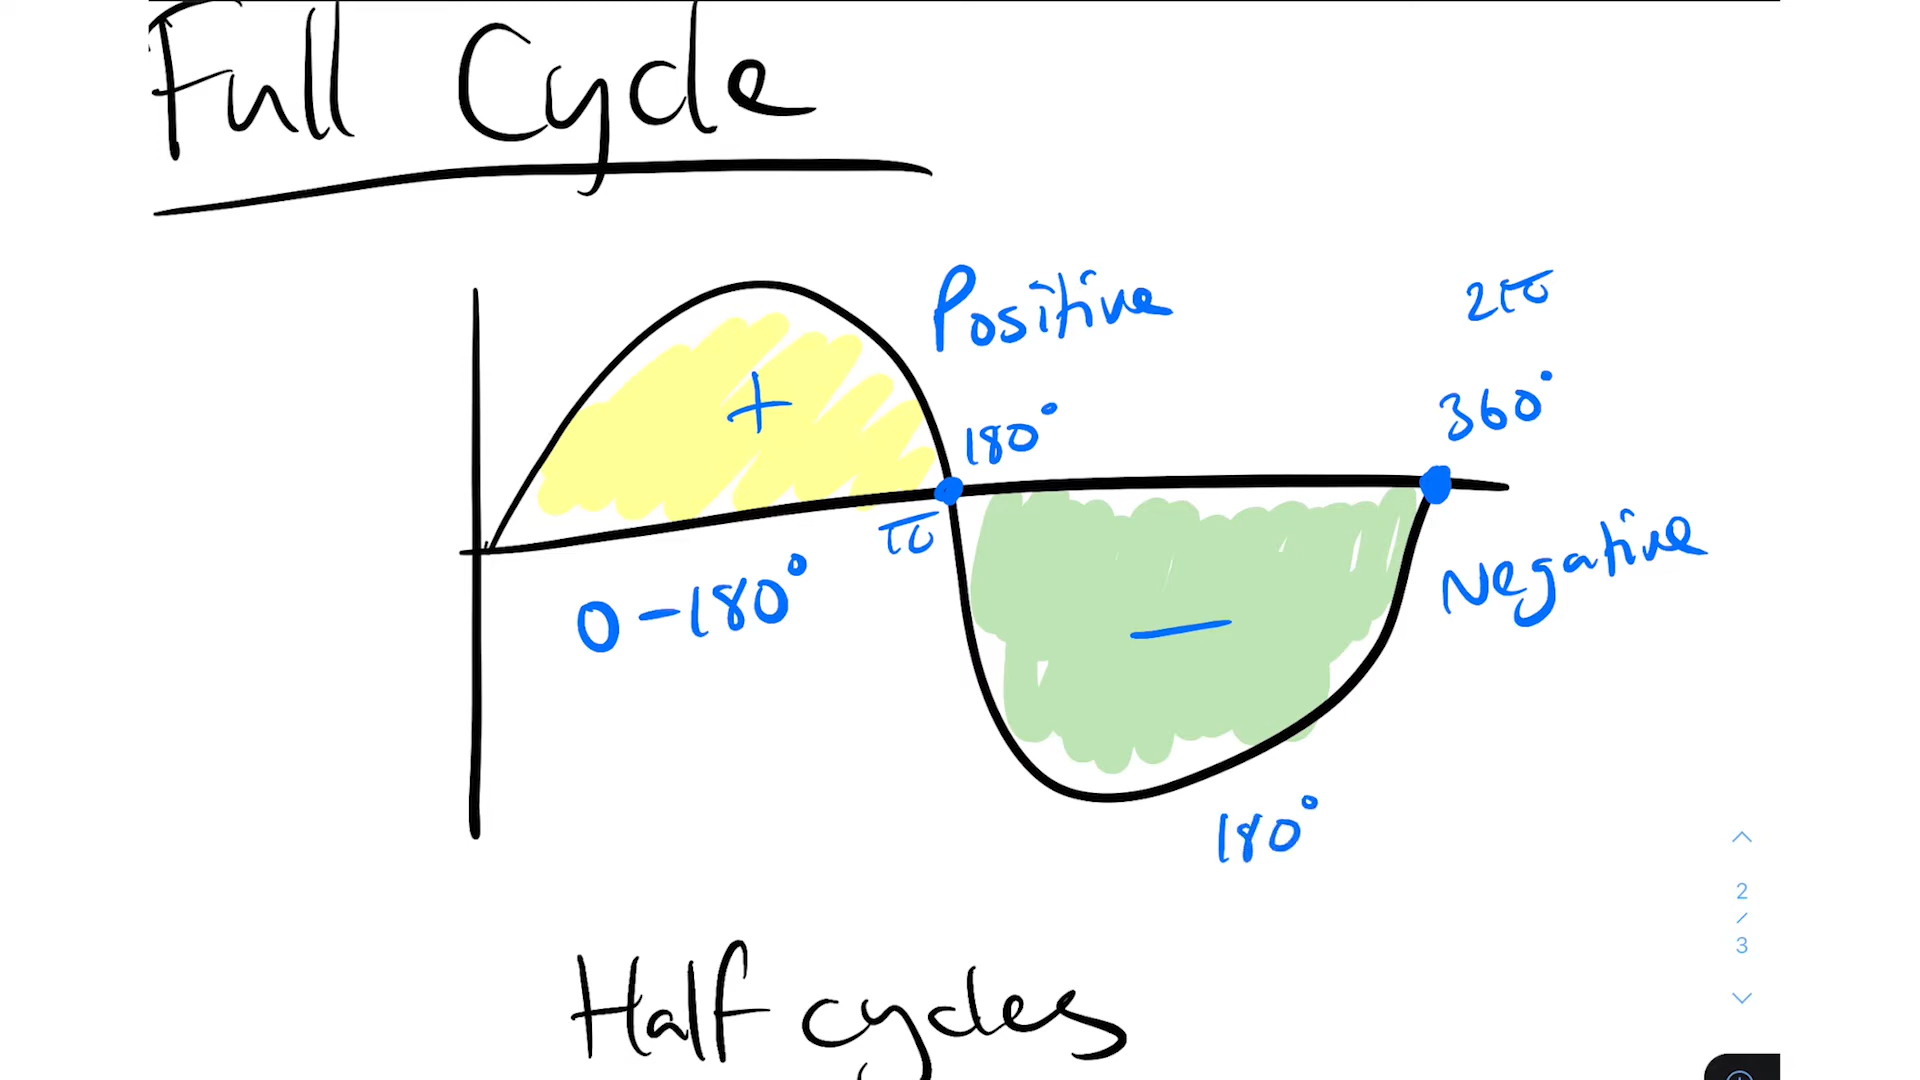 Full Cycle
Positive
2π
+
180°
360°
π
Negative
0-180°
—
180°
2
/
3
Half cycles